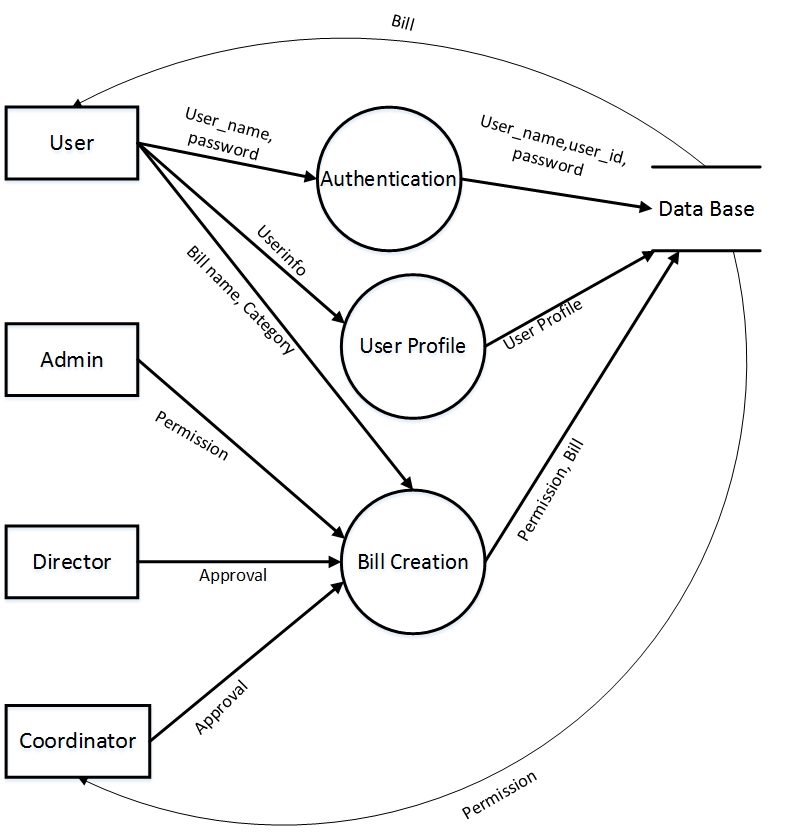 Bill
User
User_name,
password
Authentication
User_name,user_id,
password
Data Base
Userinfo
Bill name, Category
User Profile
User Profile
Admin
Permission
Permission, Bill
Director
Approval
Bill Creation
Approval
Coordinator
Permission